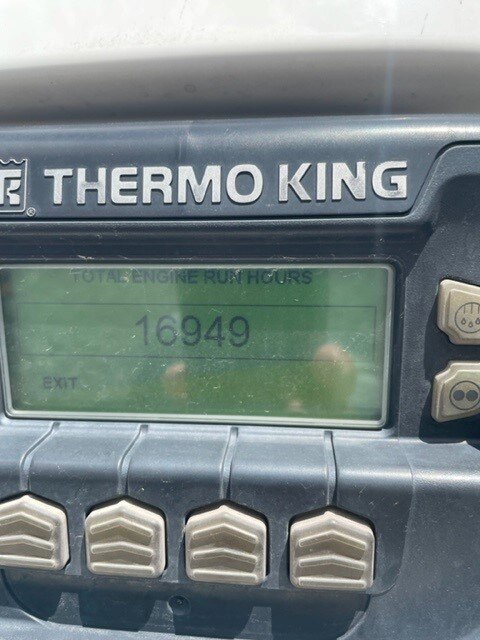 THERMO KING
®
TOTAL ENGINE RUN HOURS
16949
EXIT